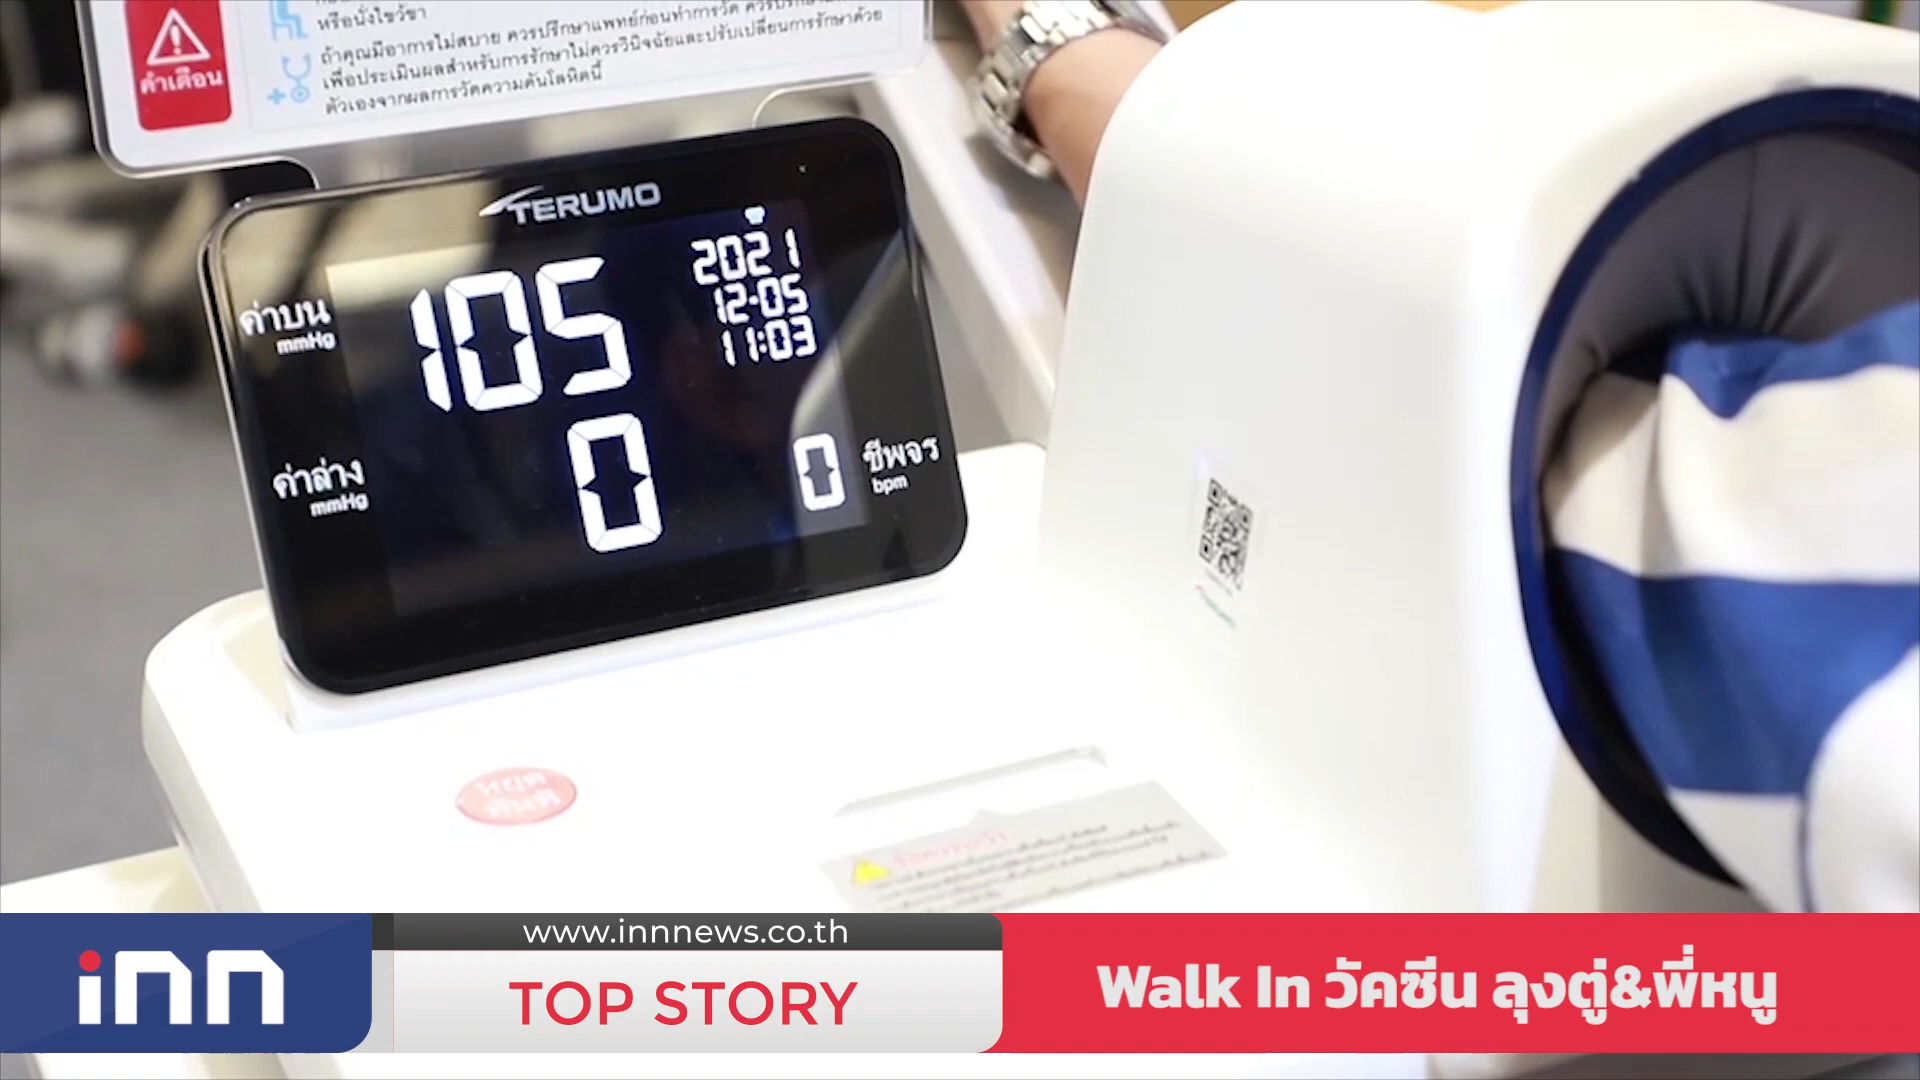 หรือนั่งไขว้ขา
คำเตือน
ถ้าคุณมีอาการไม่สบาย ควรปรึกษาแพทย์ก่อนทำการวัด
เพื่อประเมินผลสำหรับการรักษาไม่ควรวินิจฉัยและปรับเปลี่ยนการรักษาด้วย
ตัวเองจากผลการวัดความดันโลหิตนี้
TERUMO
2021
12-05
11:03
ค่าบน
mmHg
105
ค่าล่าง
mmHg
0
0
ชีพจร
bpm
หยุด
ทันที
inn
www.innnews.co.th
TOP STORY
Walk In วัคซีน ลุงตู่&พี่หนู